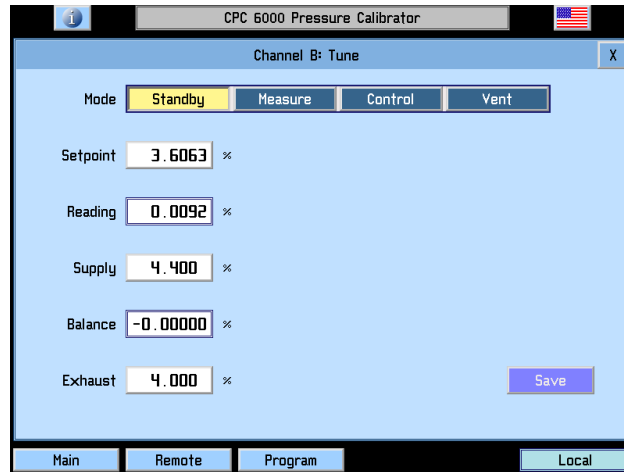 i CPC 6000 Pressure Calibrator
Channel B: Tune X
Mode Standby Measure Control Vent
Setpoint 3.6063 %
Reading 0.0092 %
Supply 4.400 %
Balance -0.00000 %
Exhaust 4.000 % Save
Main Remote Program Local